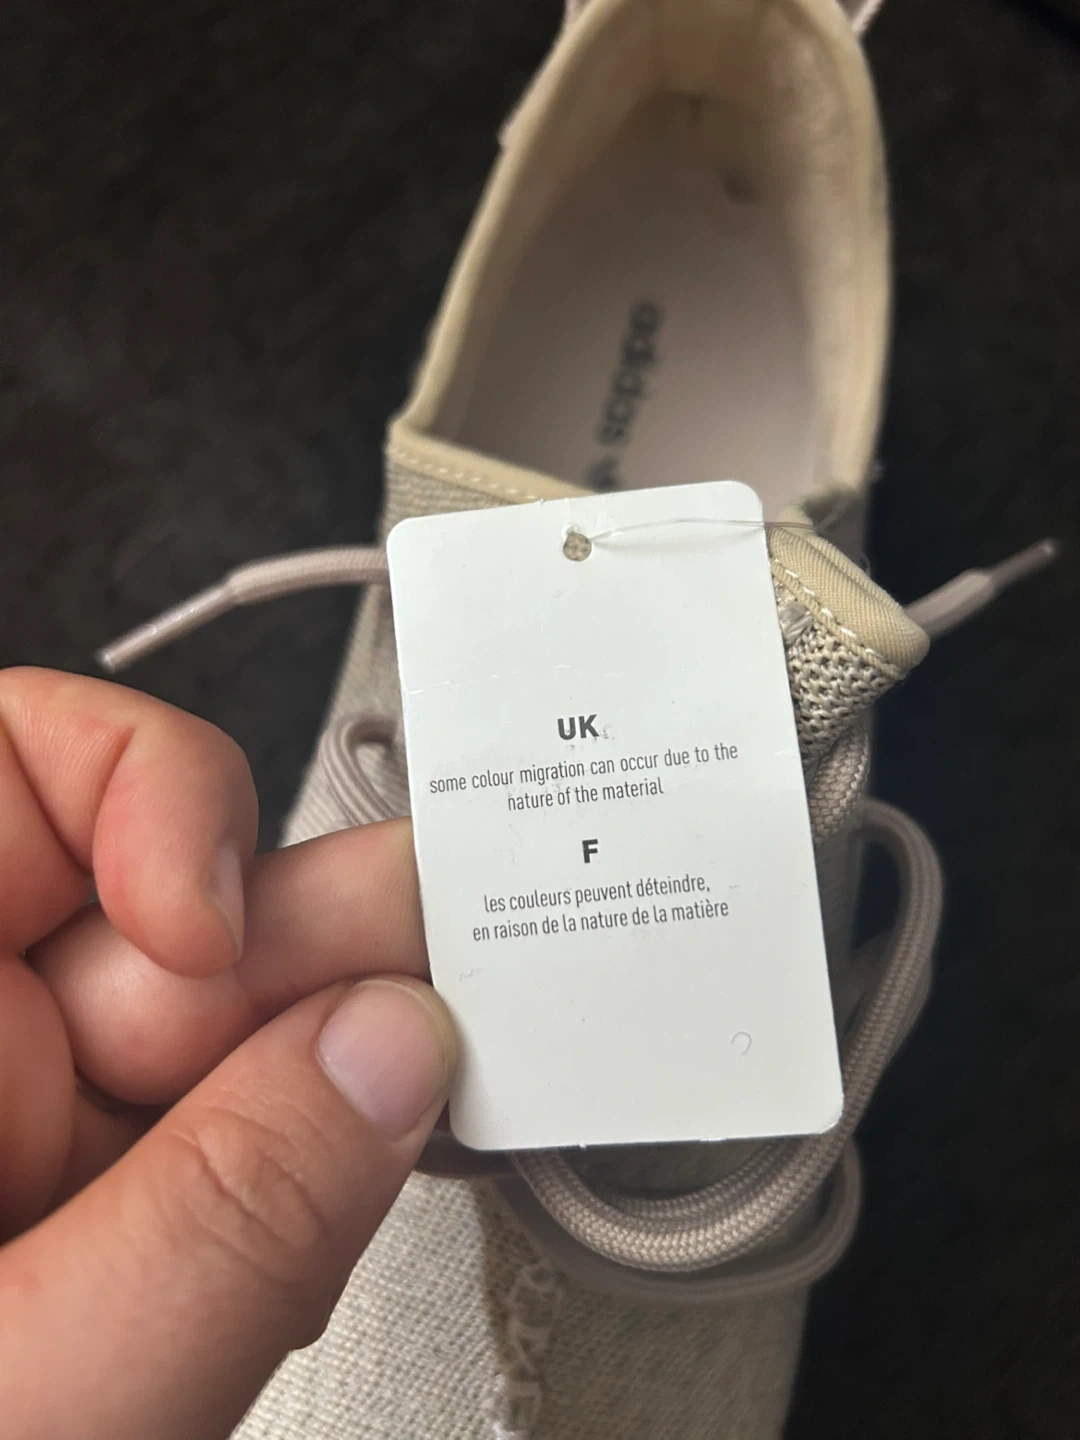 adidas
UK
some colour migration can occur due to the
nature of the material
F
les couleurs peuvent déteindre,
en raison de la nature de la matière